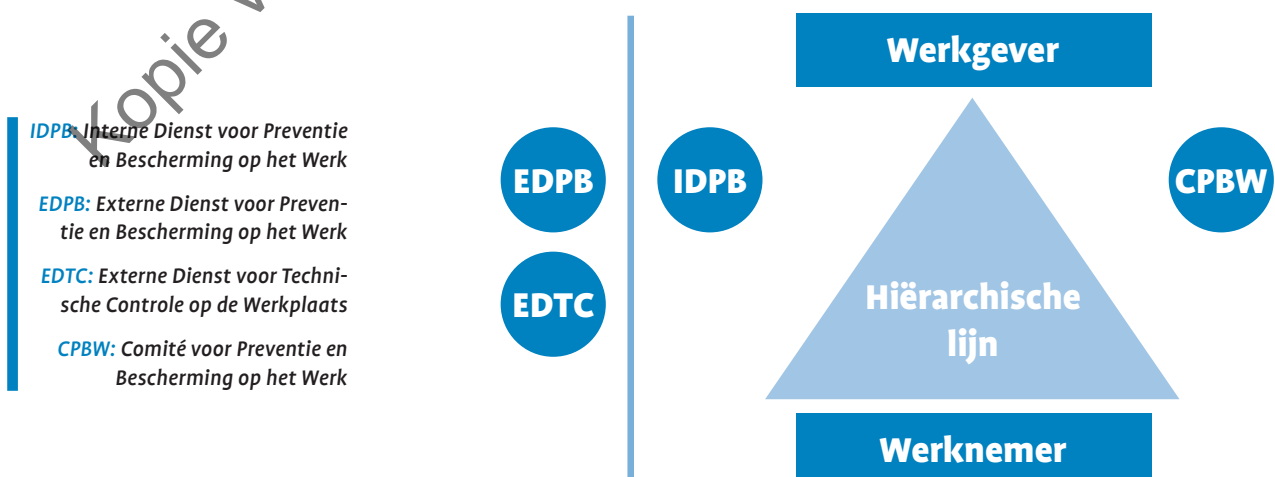 Kopie
IDPB: Interne Dienst voor Preventie
en Bescherming op het Werk
EDPB: Externe Dienst voor Preven-
tie en Bescherming op het Werk
EDTC: Externe Dienst voor Techni-
sche Controle op de Werkplaats
CPBW: Comité voor Preventie en
Bescherming op het Werk
EDPB
EDTC
IDPB
Werkgever
Hiërarchische
lijn
Werknemer
CPBW